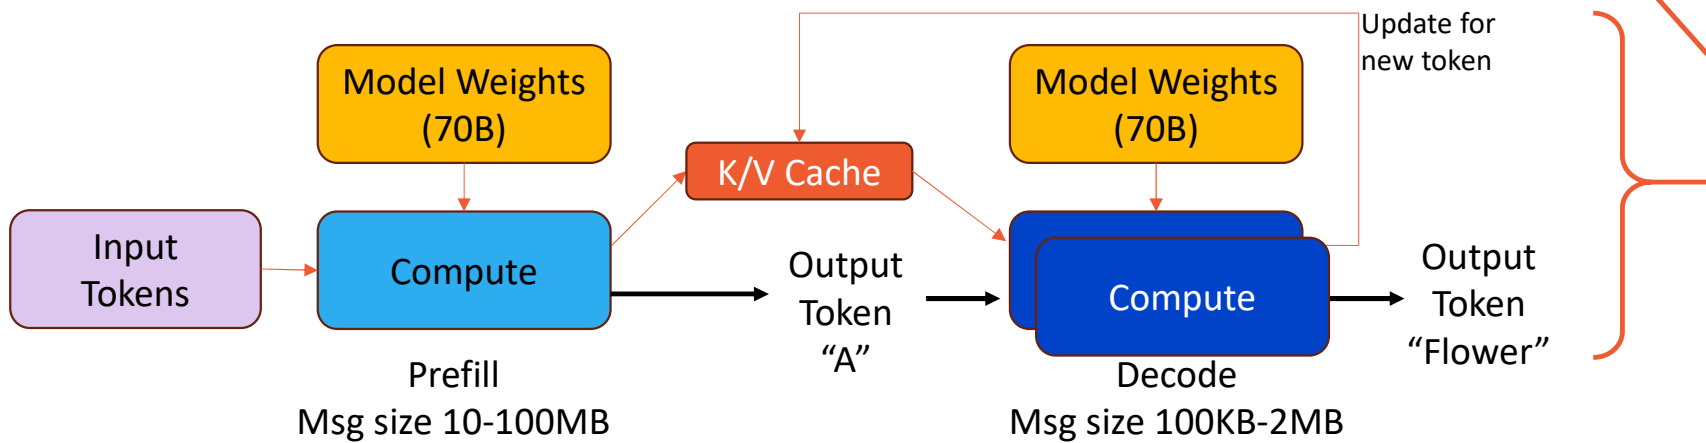 Input
Tokens
Model Weights
(70B)
Compute
Prefill
Msg size 10-100MB
K/V Cache
Output
Token
“A”
Model Weights
(70B)
Compute
Decode
Msg size 100KB-2MB
Update for
new token
Output
Token
“Flower”